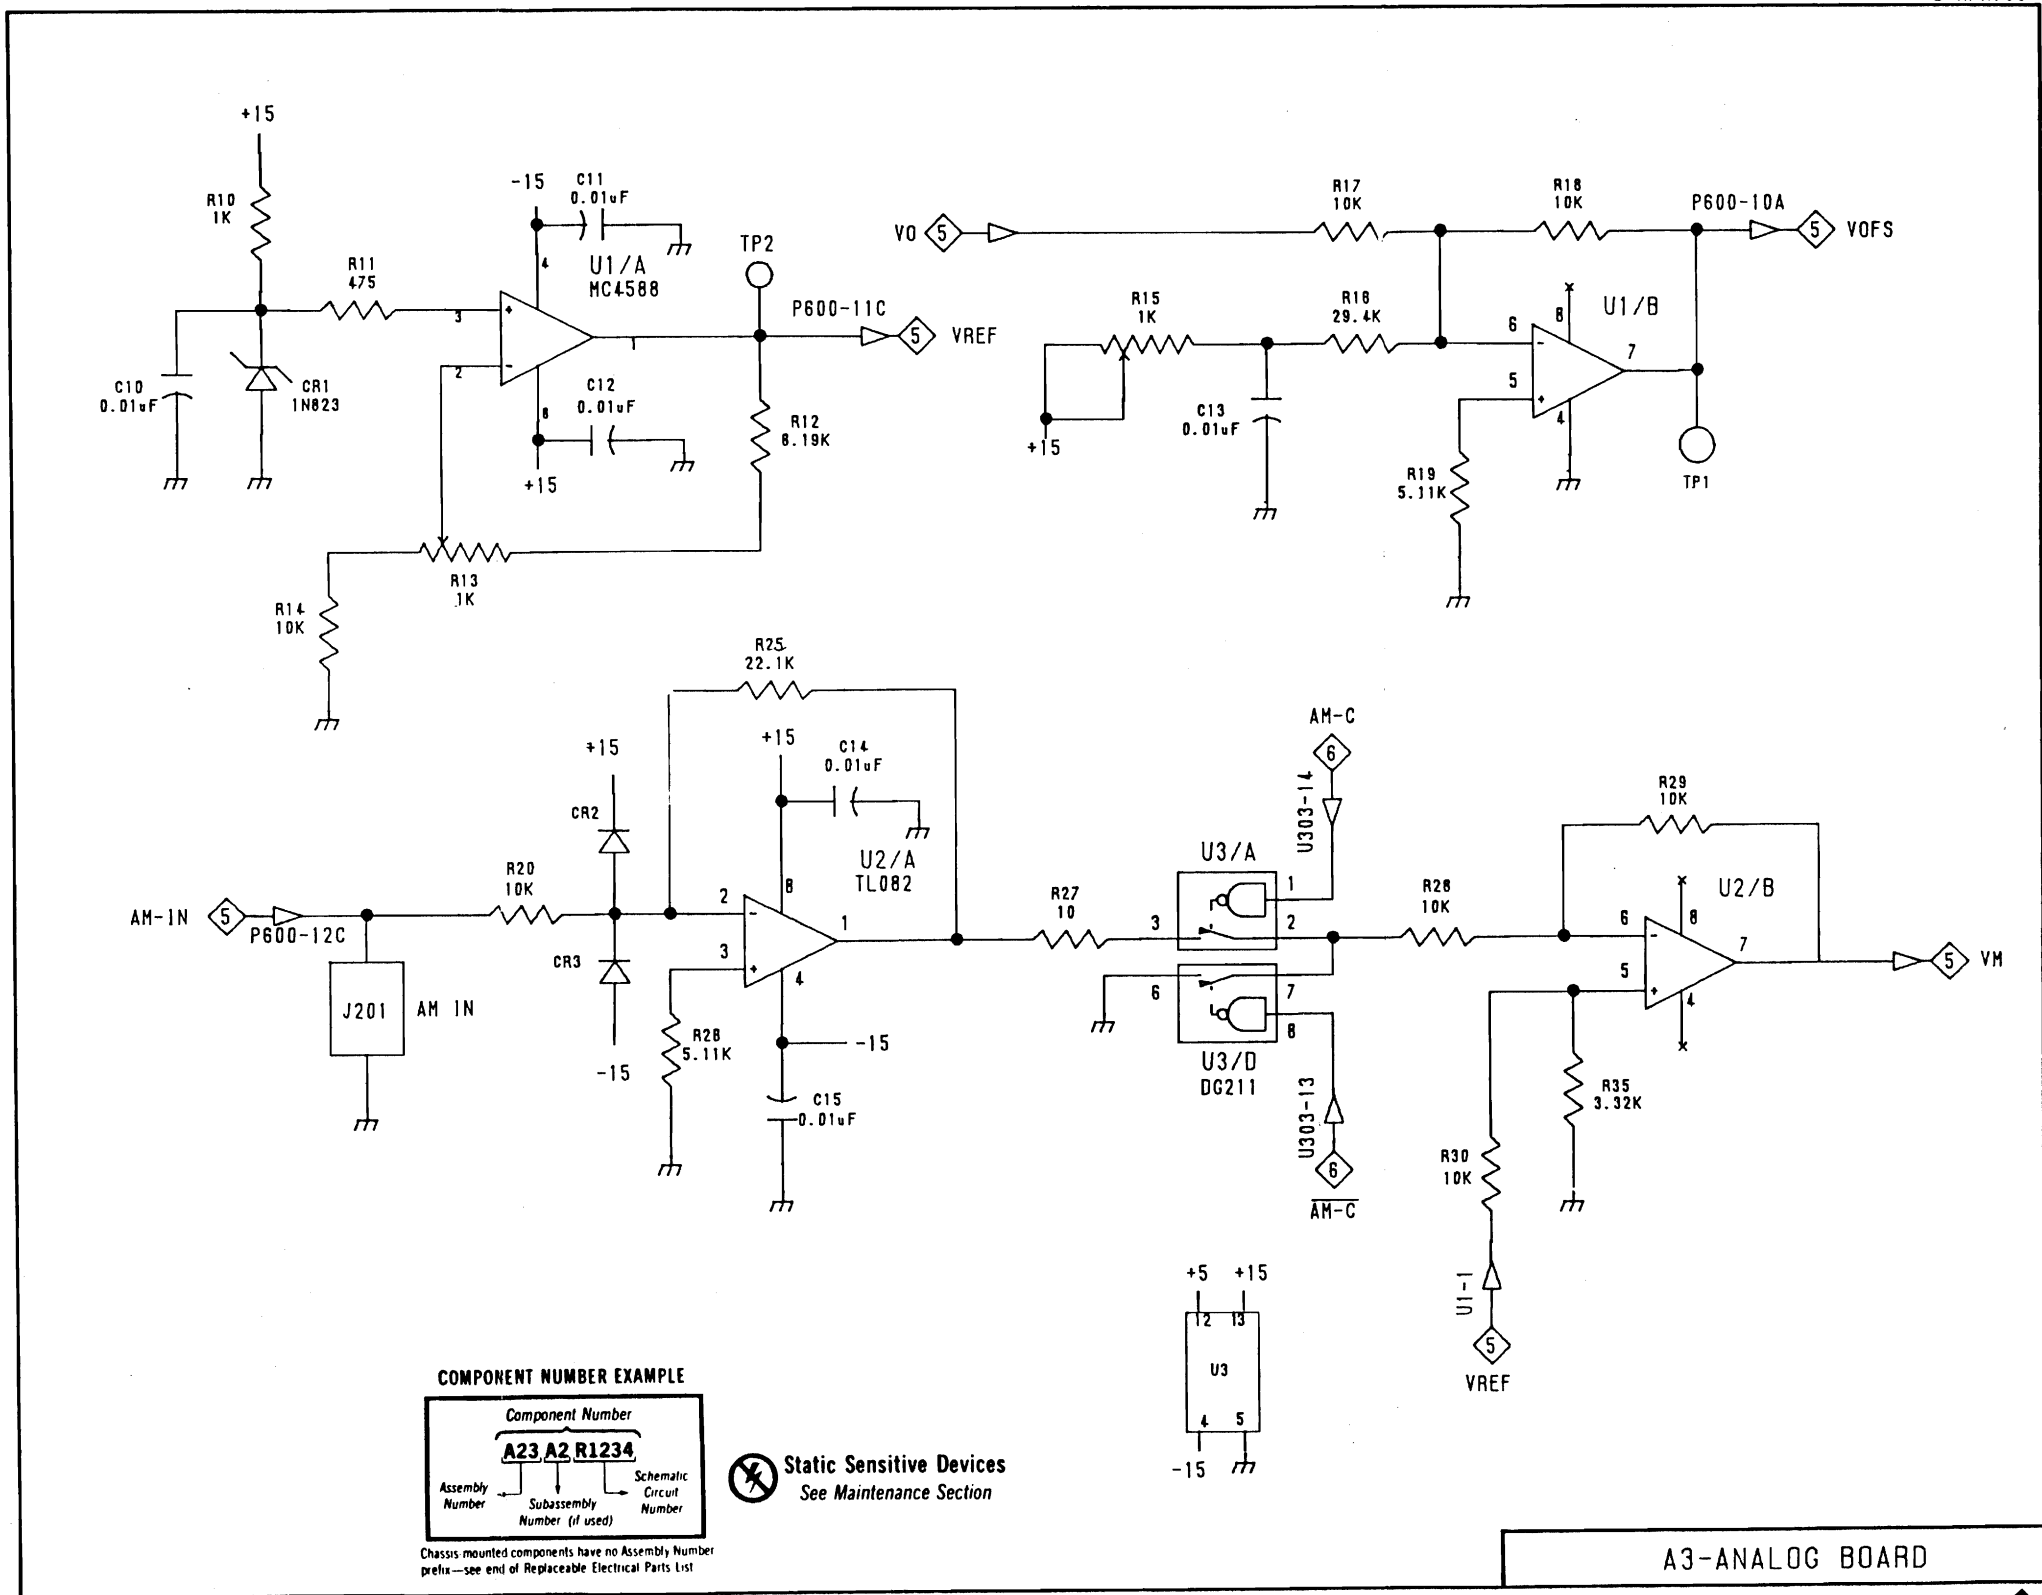 +15
R10
1K
-15
C11
0.01uF
4
U1/A
MC4588
R11
475
3
+
-
2
1
TP2
P600-11C
5
VREF
C10
0.01uF
CR1
1N823
C12
0.01uF
8
+15
R12
8.19K
R13
1K
R14
10K
VO
5
R17
10K
R18
10K
P600-10A
5
VOFS
R15
1K
R16
29.4K
+15
C13
0.01uF
6
-
5
+
8
U1/B
7
4
R19
5.11K
TP1
R25
22.1K
+15
C14
0.01uF
+15
CR2
U2/A
TL082
R20
10K
AM-IN
5
P600-12C
J201
AM IN
CR3
-15
2
-
3
+
8
1
4
R28
5.11K
-15
C15
0.01uF
R27
10
AM-C
6
U303-14
U3/A
1
3
2
6
7
8
U3/D
DG211
U303-13
6
AM-C
R28
10K
R29
10K
6
-
5
+
8
U2/B
7
4
5
VM
R35
3.32K
R30
10K
U1-1
5
VREF
+5
+15
12
13
U3
4
5
-15
COMPONENT NUMBER EXAMPLE
Component Number
A23 A2 R1234
Assembly
Number
Subassembly
Number (if used)
Schematic
Circuit
Number
Chassis-mounted components have no Assembly Number
prefix—see end of Replaceable Electrical Parts List
Static Sensitive Devices
See Maintenance Section
A3-ANALOG BOARD